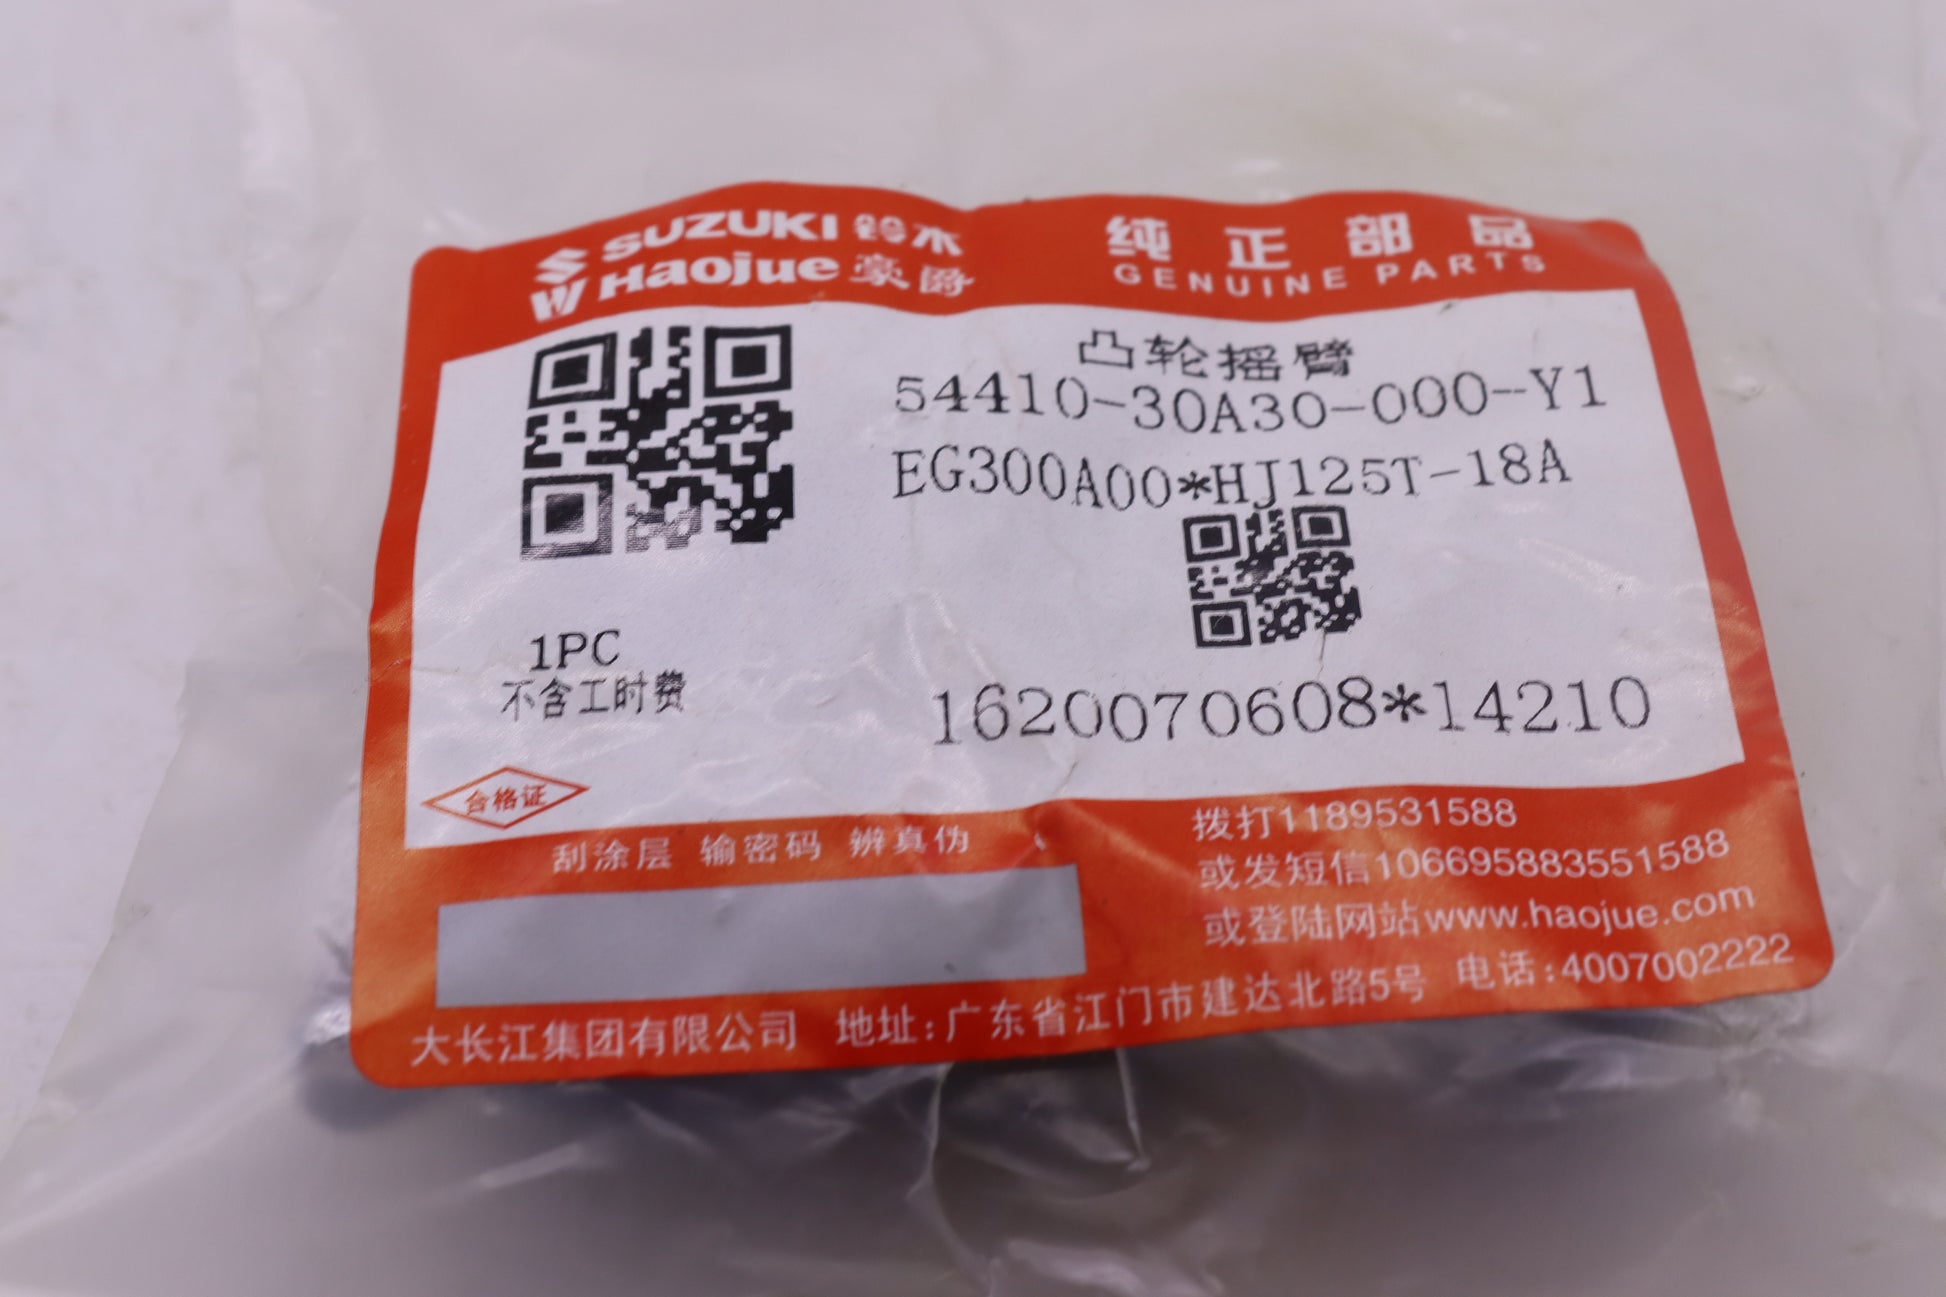 SUZUKI 铃木
Haojue 豪爵
纯正部品
GENUINE PARTS
凸轮摇臂
54410-30A30-000-Y1
EG300A00*HJ125T-18A
1PC
不含工时费
1620070608*14210
合格证
刮涂层 输密码 辨真伪
拨打1189531588
或发短信106695883551588
或登陆网站www.haojue.com
大长江集团有限公司 地址:广东省江门市建达北路5号 电话:4007002222